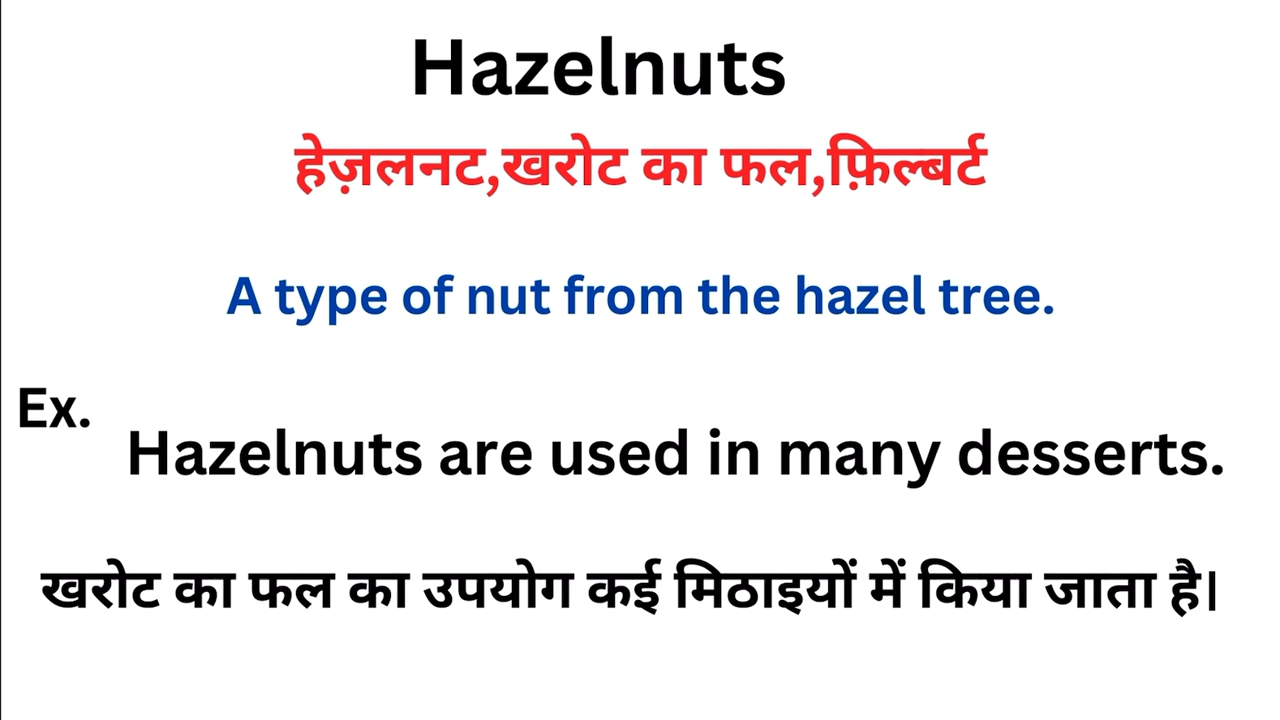 Hazelnuts
हेज़लनट,खरोट का फल,फ़िल्बर्ट
A type of nut from the hazel tree.
Ex.
Hazelnuts are used in many desserts.
खरोट का फल का उपयोग कई मिठाइयों में किया जाता है।